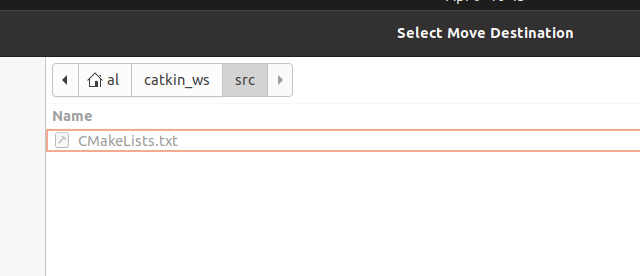 Select Move Destination
al catkin_ws src
Name
CMakeLists.txt